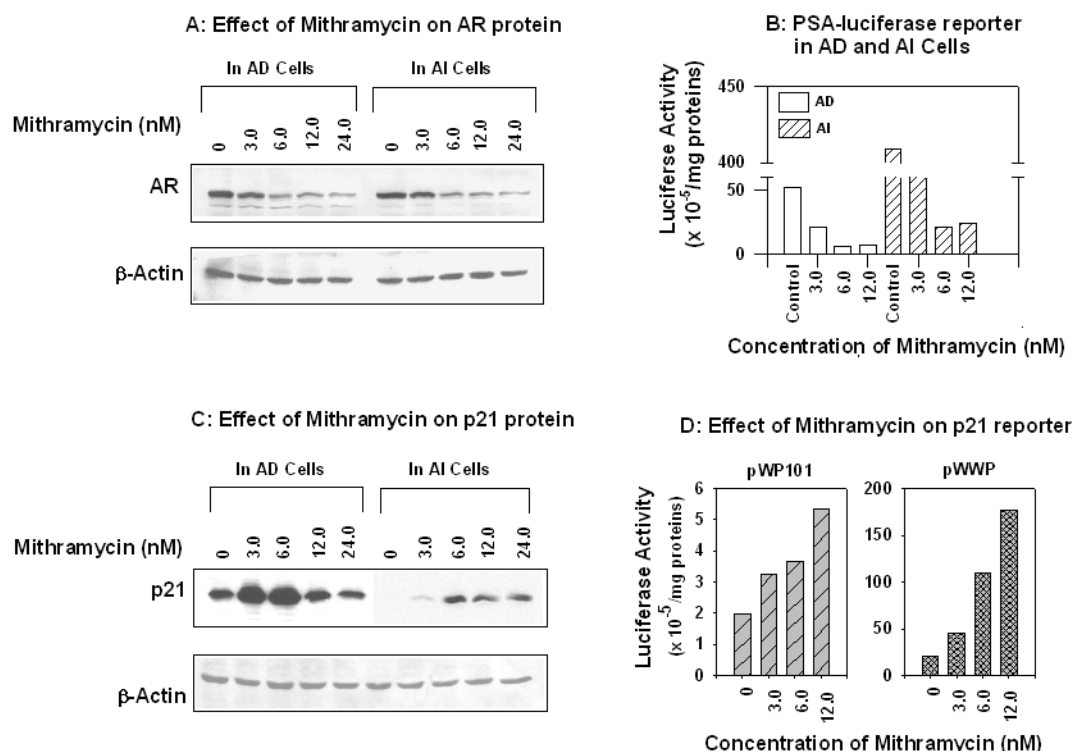 A: Effect of Mithramycin on AR protein
In AD Cells
In AI Cells
Mithramycin (nM)
0 3.0 6.0 12.0 24.0 0 3.0 6.0 12.0 24.0
AR
β-Actin
B: PSA-luciferase reporter
in AD and AI Cells
Luciferse Activity
(x 10⁻⁵/mg proteins)
450
400
50
0
AD
AI
Control 3.0 6.0 12.0 Control 3.0 6.0 12.0
Concentration of Mithramycin (nM)
C: Effect of Mithramycin on p21 protein
In AD Cells
In AI Cells
Mithramycin (nM)
0 3.0 6.0 12.0 24.0 0 3.0 6.0 12.0 24.0
p21
β-Actin
D: Effect of Mithramycin on p21 reporter
pWP101
pWWP
Luciferase Activity
(x 10⁻⁵/mg proteins)
6
5
4
3
2
1
0
0 3.0 6.0 12.0
200
150
100
50
0
0 3.0 6.0 12.0
Concentration of Mithramycin (nM)